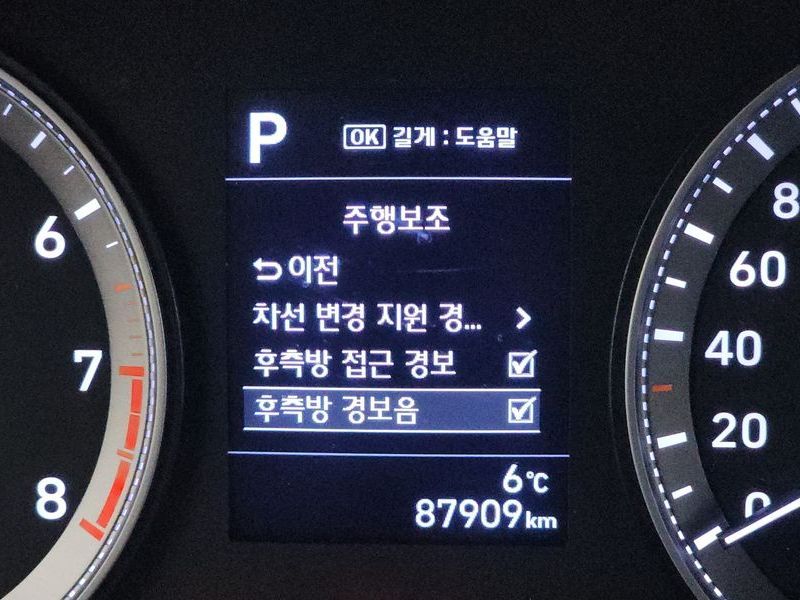 P OK 길게 : 도움말
주행보조
이전
차선 변경 지원 경...
후측방 접근 경보
후측방 경보음
6°C
87909km
6
7
8
8
60
40
20
0